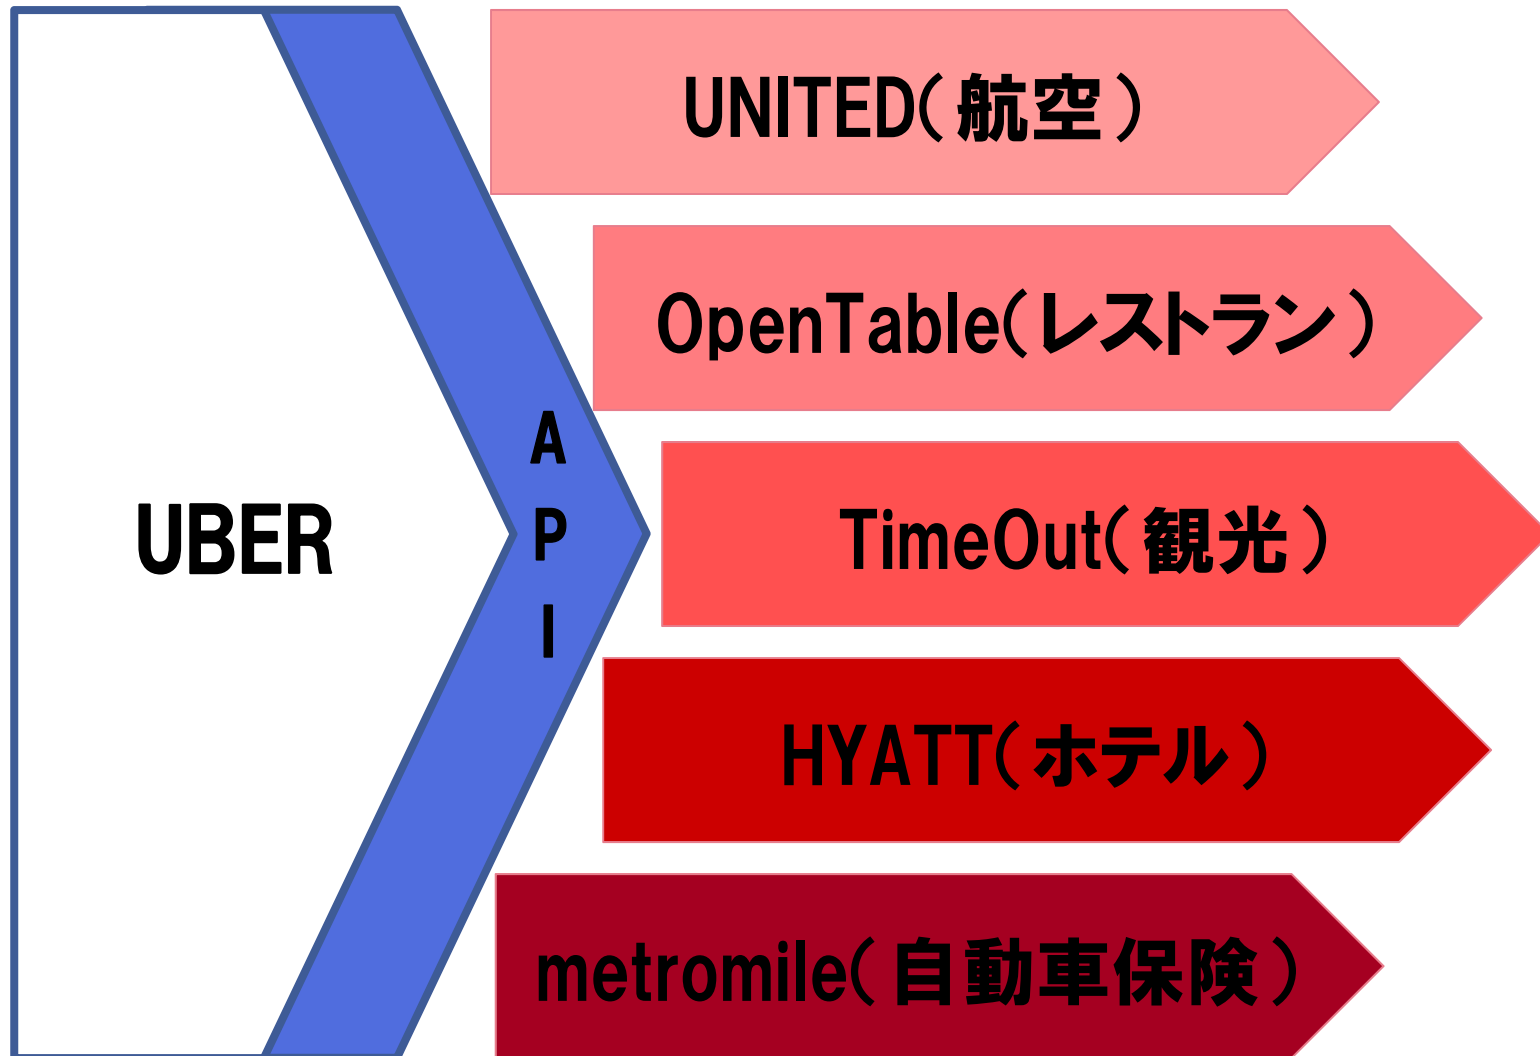 UNITED(航空)
OpenTable(レストラン)
TimeOut(観光)
HYATT(ホテル)
metromile(自動車保険)
UBER
A
P
I